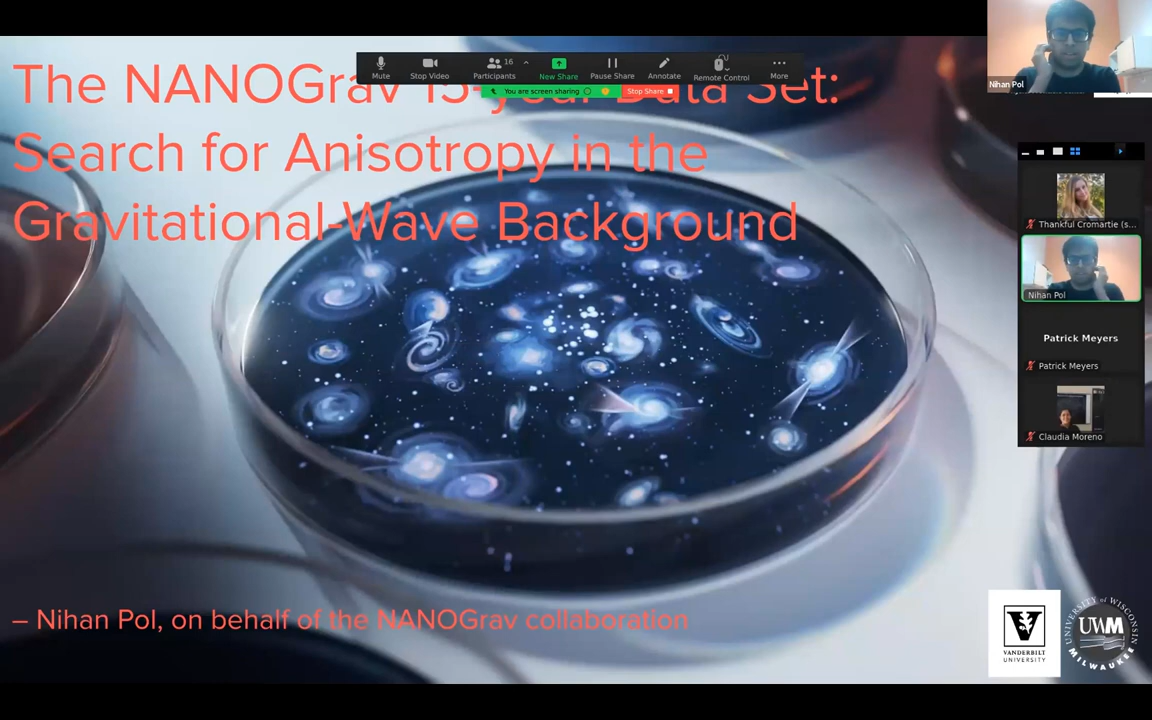 The NANOGrav 15-year Data Set:
Search for Anisotropy in the
Gravitational-Wave Background
Mute
Stop Video
16
Participants
New Share
Pause Share
Annotate
Remote Control
More
You are screen sharing
Stop Share
Nihan Pol
Thankful Cromartie (s...
Nihan Pol
Patrick Meyers
Patrick Meyers
Claudia Moreno
– Nihan Pol, on behalf of the NANOGrav collaboration
V
VANDERBILT
UNIVERSITY
UNIVERSITY of WISCONSIN
UWM
MILWAUKEE